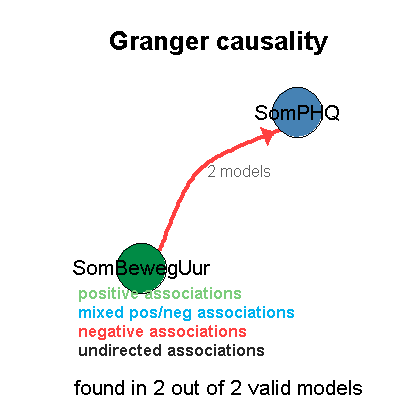 Granger causality
SomPHQ
2 models
SomBewegUur
positive associations
mixed pos/neg associations
negative associations
undirected associations
found in 2 out of 2 valid models